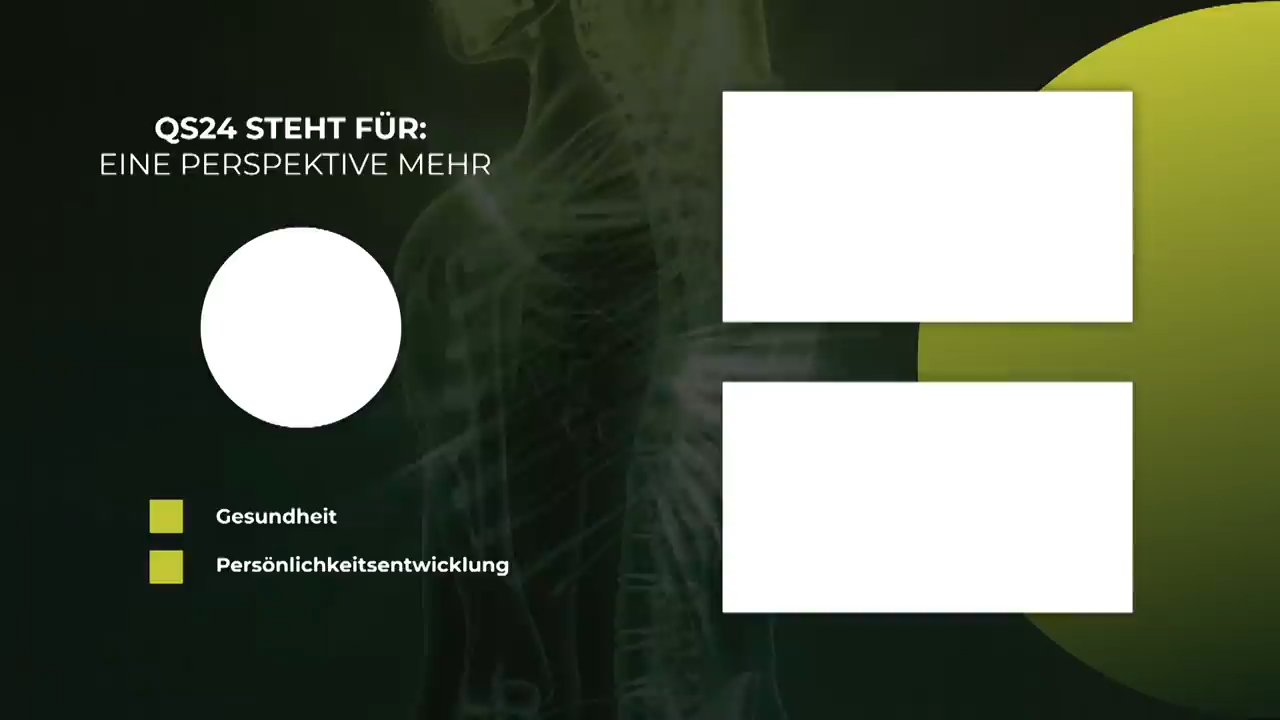 QS24 STEHT FÜR:
EINE PERSPEKTIVE MEHR
Gesundheit
Persönlichkeitsentwicklung